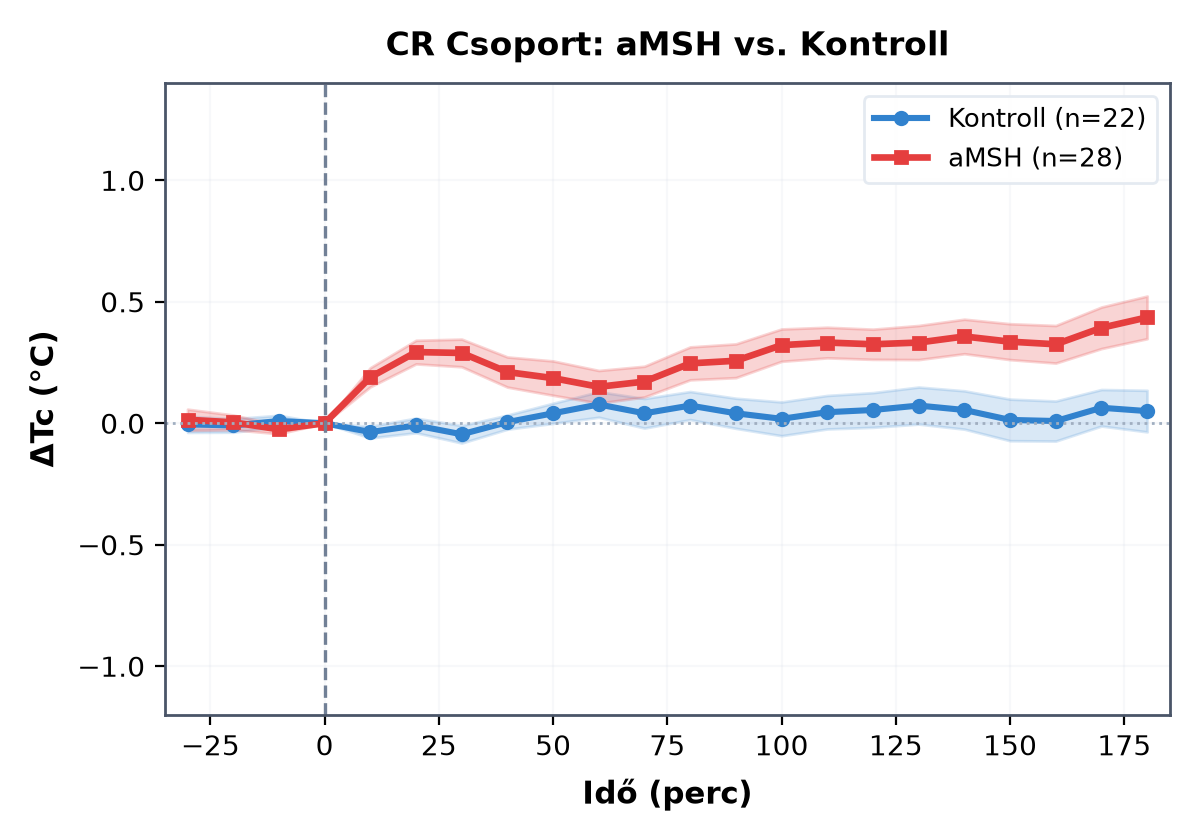 CR Csoport: aMSH vs. Kontroll
Kontroll (n=22)
aMSH (n=28)
ΔTc (°C)
1.0
0.5
0.0
−0.5
−1.0
−25 0 25 50 75 100 125 150 175
Idő (perc)